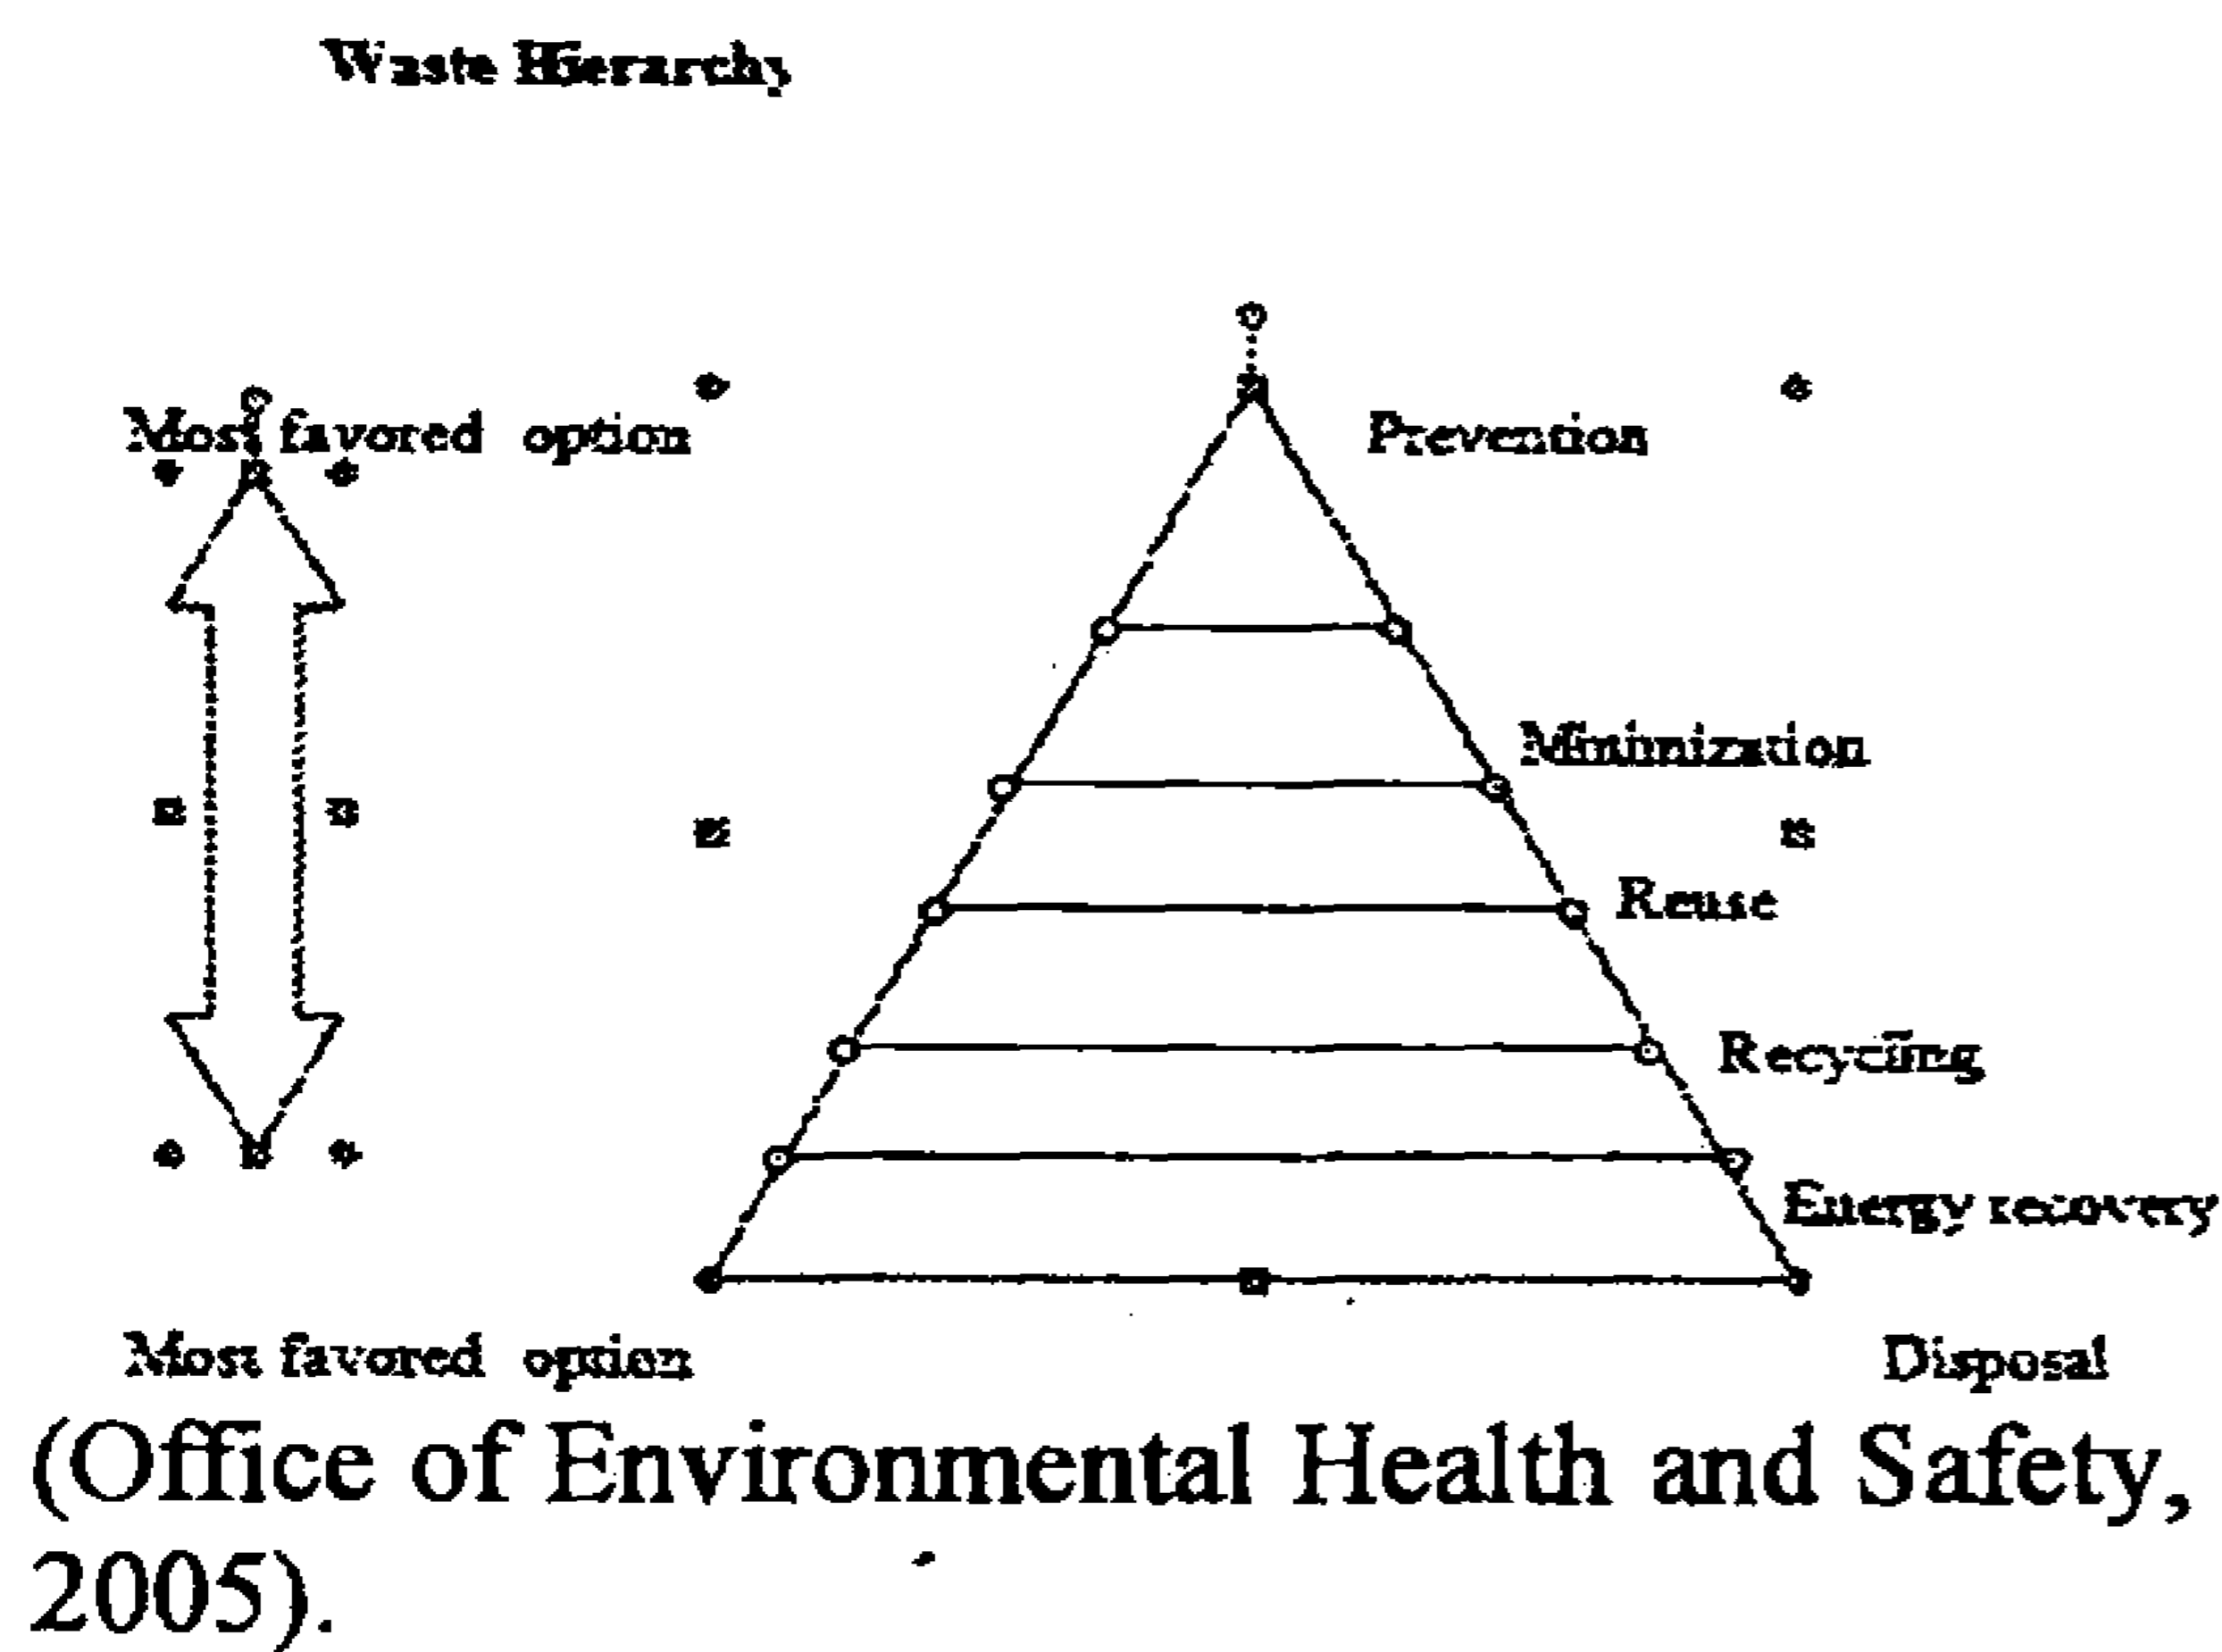 Waste Hierarchy
Most favored option
Prevention
Minimization
Reuse
Recycling
Energy recovery
Most favored option
Disposal
(Office of Environmental Health and Safety,
2005).